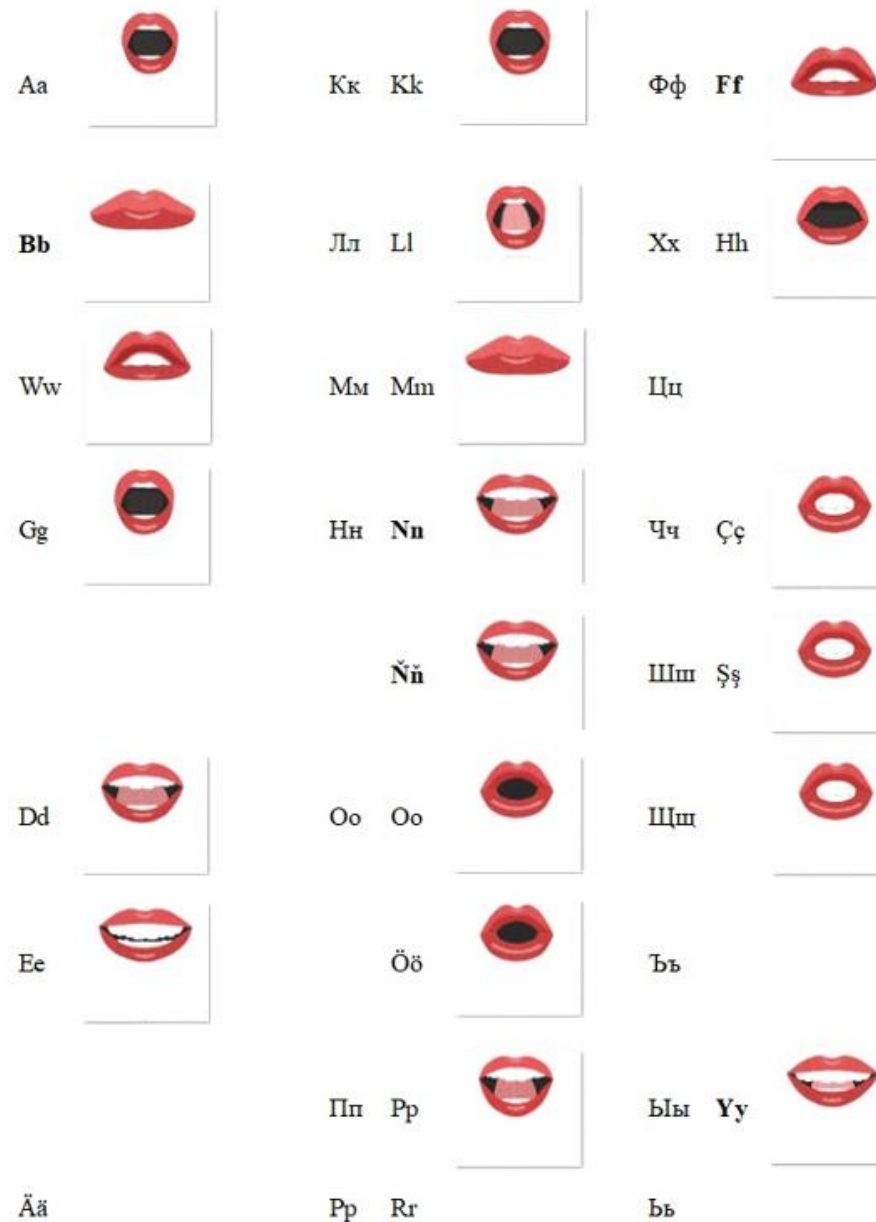 Aa Кк Kk Фф Ff
Bb Лл Ll Хх Hh
Ww Мм Mm Цц
Gg Нн Nn Чч Çç
Ňň Шш Şş
Dd Оо Oo Щщ
Ee Öö Ъъ
Пп Pp Ыы Yy
Ää Рр Rr Ьь